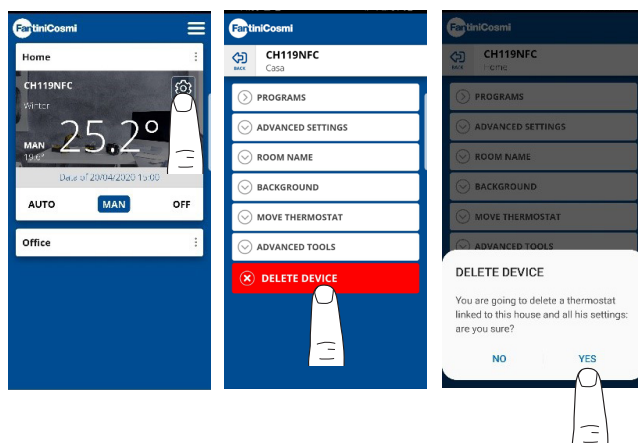 FantiniCosmi
Home
CH119NFC
Winter
MAN
19.6°
25.2°
Data of 20/04/2020 15:00
AUTO
MAN
OFF
Office
FantiniCosmi
BACK
CH119NFC
Casa
PROGRAMS
ADVANCED SETTINGS
ROOM NAME
BACKGROUND
MOVE THERMOSTAT
ADVANCED TOOLS
DELETE DEVICE
FantiniCosmi
BACK
CH119NFC
Home
PROGRAMS
ADVANCED SETTINGS
ROOM NAME
BACKGROUND
MOVE THERMOSTAT
ADVANCED TOOLS
DELETE DEVICE
You are going to delete a thermostat
linked to this house and all his settings:
are you sure?
NO
YES